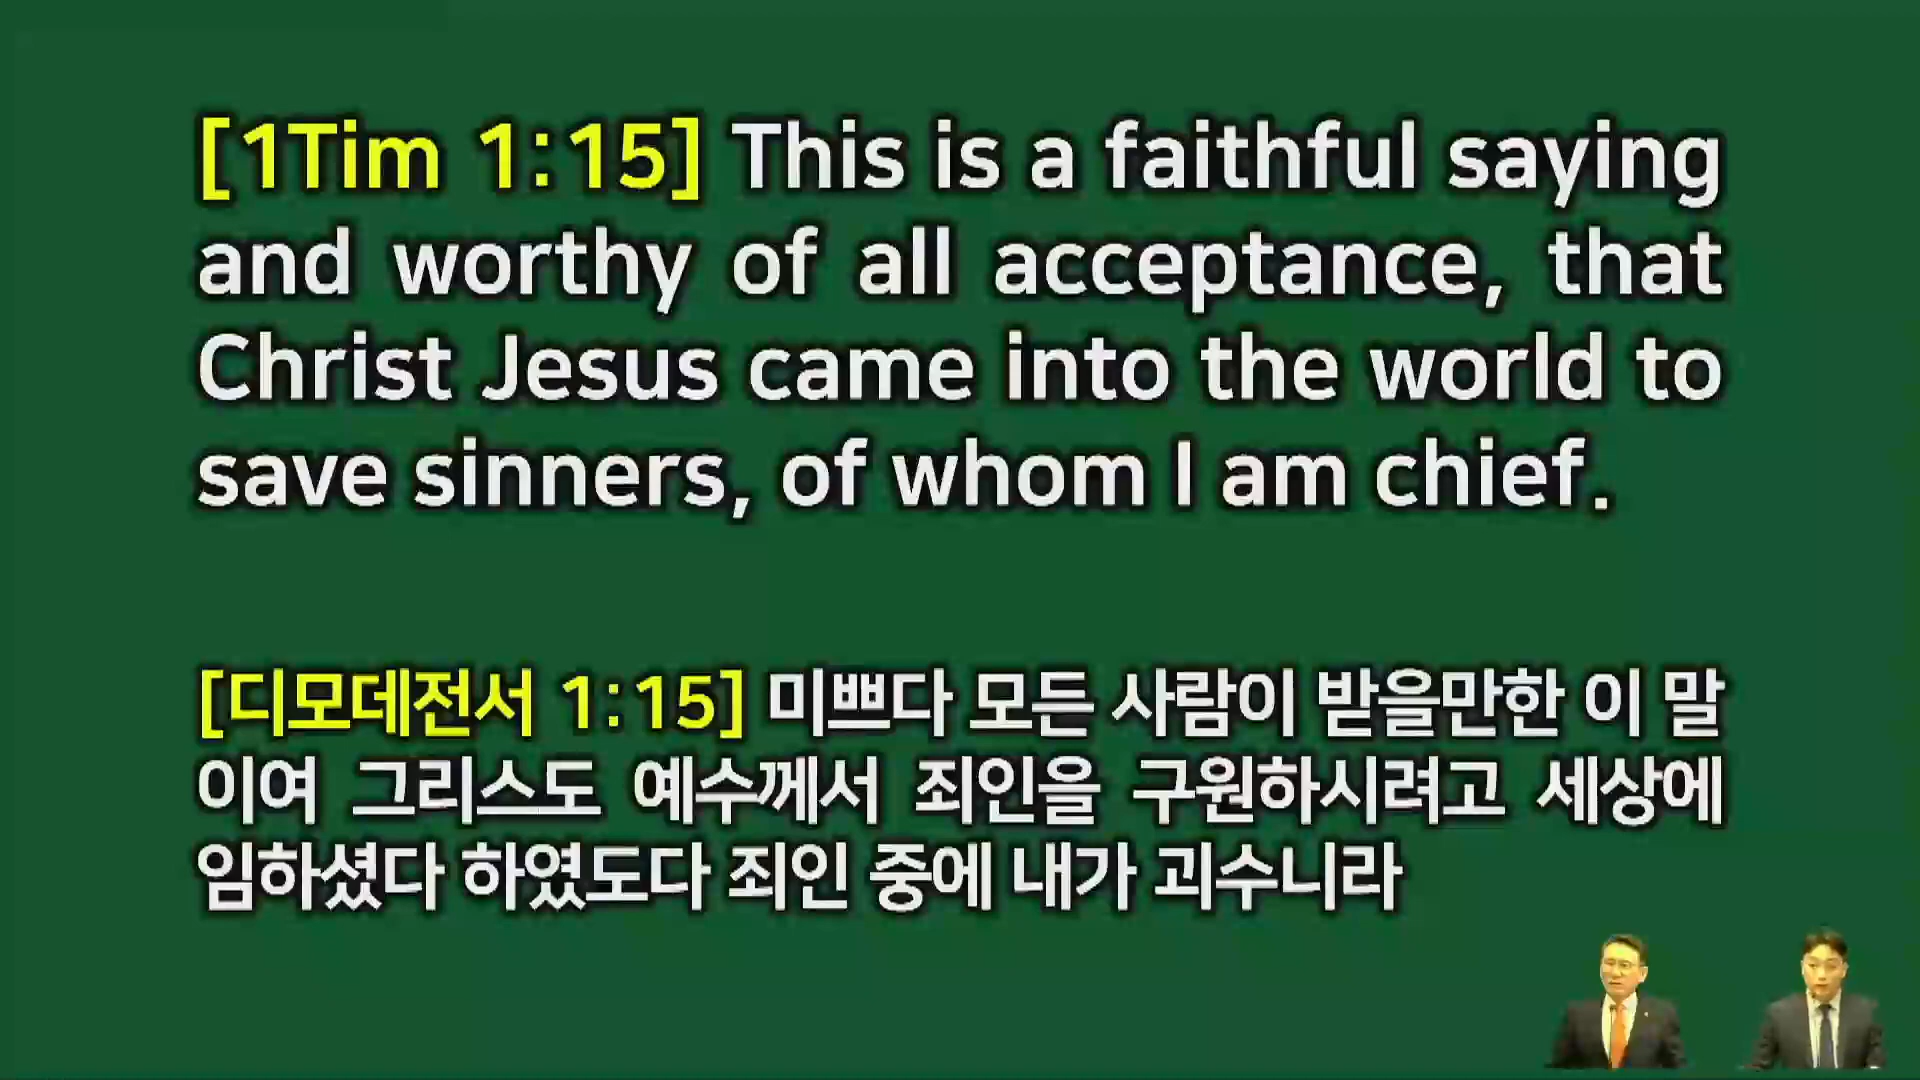 [1Tim 1:15] This is a faithful saying
and worthy of all acceptance, that
Christ Jesus came into the world to
save sinners, of whom I am chief.
[디모데전서 1:15] 미쁘다 모든 사람이 받을만한 이 말
이여 그리스도 예수께서 죄인을 구원하시려고 세상에
임하셨다 하였도다 죄인 중에 내가 괴수니라